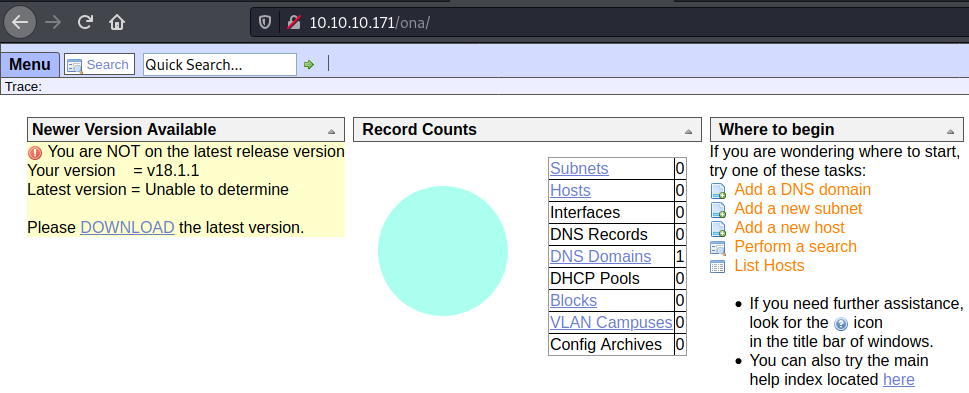 10.10.10.171/ona/
Menu Search Quick Search...
Trace:
Newer Version Available
You are NOT on the latest release version
Your version = v18.1.1
Latest version = Unable to determine
Please DOWNLOAD the latest version.
Record Counts
Subnets 0
Hosts 0
Interfaces 0
DNS Records 0
DNS Domains 1
DHCP Pools 0
Blocks 0
VLAN Campuses 0
Config Archives 0
Where to begin
If you are wondering where to start,
try one of these tasks:
Add a DNS domain
Add a new subnet
Add a new host
Perform a search
List Hosts
• If you need further assistance,
look for the ? icon
in the title bar of windows.
• You can also try the main
help index located here